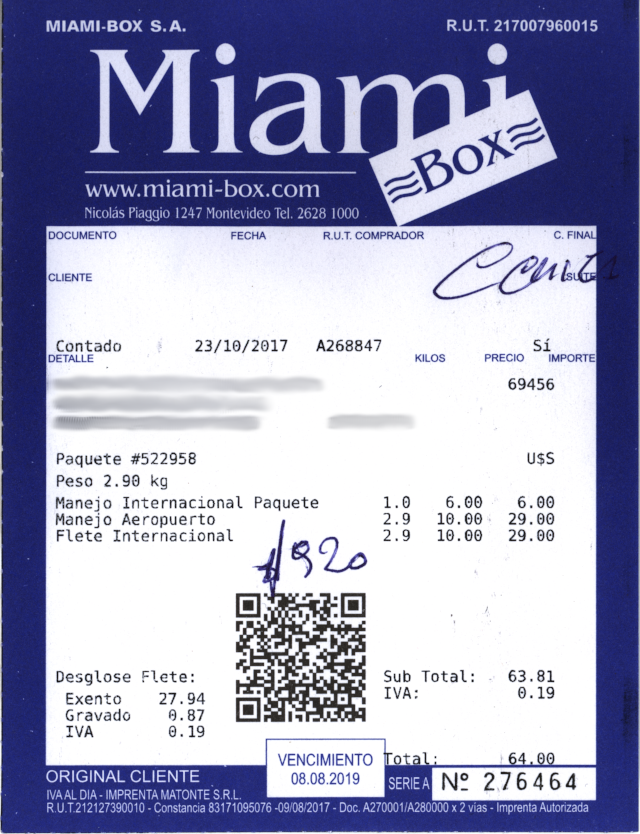 MIAMI-BOX S.A. R.U.T. 217007960015
Miami
Box
www.miami-box.com
Nicolás Piaggio 1247 Montevideo Tel. 2628 1000
DOCUMENTO FECHA R.U.T. COMPRADOR C. FINAL
CLIENTE SUITE
Contado 23/10/2017 A268847 Sí
DETALLE KILOS PRECIO IMPORTE
69456
Paquete #522958 U$S
Peso 2.90 kg
Manejo Internacional Paquete 1.0 6.00 6.00
Manejo Aeropuerto 2.9 10.00 29.00
Flete Internacional 2.9 10.00 29.00
$920
Desglose Flete: Sub Total: 63.81
Exento 27.94 IVA: 0.19
Gravado 0.87
IVA 0.19
VENCIMIENTO Total: 64.00
08.08.2019
ORIGINAL CLIENTE SERIE A Nº 276464
IVA AL DIA - IMPRENTA MATONTE S.R.L.
R.U.T.212127390010 - Constancia 83171095076 -09/08/2017 - Doc. A270001/A280000 x 2 vias - Imprenta Autorizada